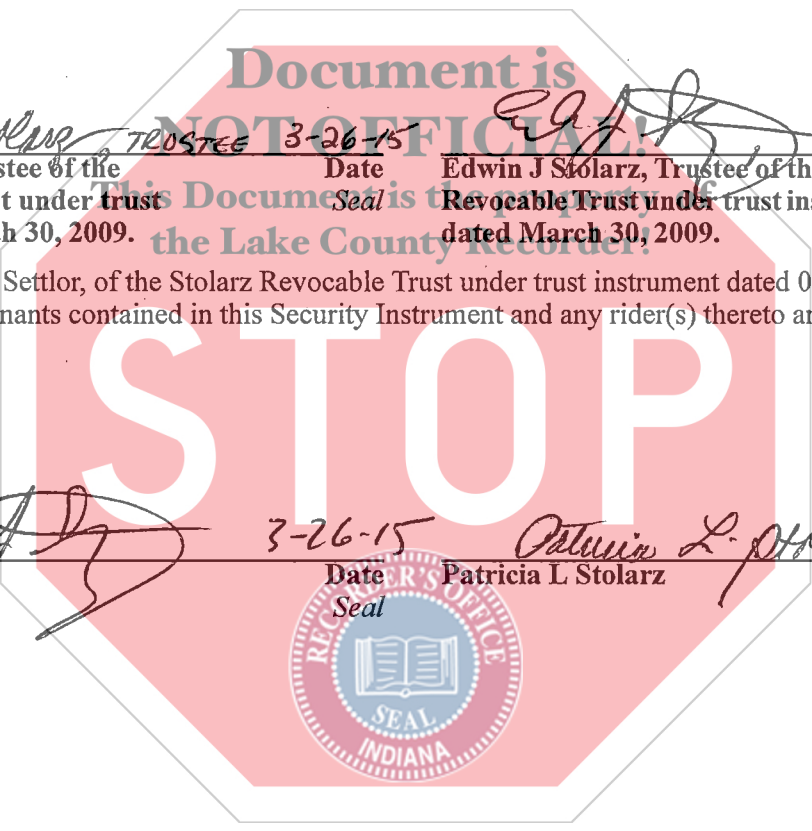 Document is
NOT OFFICIAL!
This Document is the property of
the Lake County Recorder!
TRUSTEE 3-26-15
stee of the Date Edwin J Stolarz, Trustee of th
t under trust Seal Revocable Trust under trust ins
h 30, 2009. dated March 30, 2009.
Settlor, of the Stolarz Revocable Trust under trust instrument dated 0
nants contained in this Security Instrument and any rider(s) thereto an
STOP
3-26-15 Patricia L.
Date Patricia L Stolarz
Seal
RECORDER'S OFFICE
SEAL
INDIANA